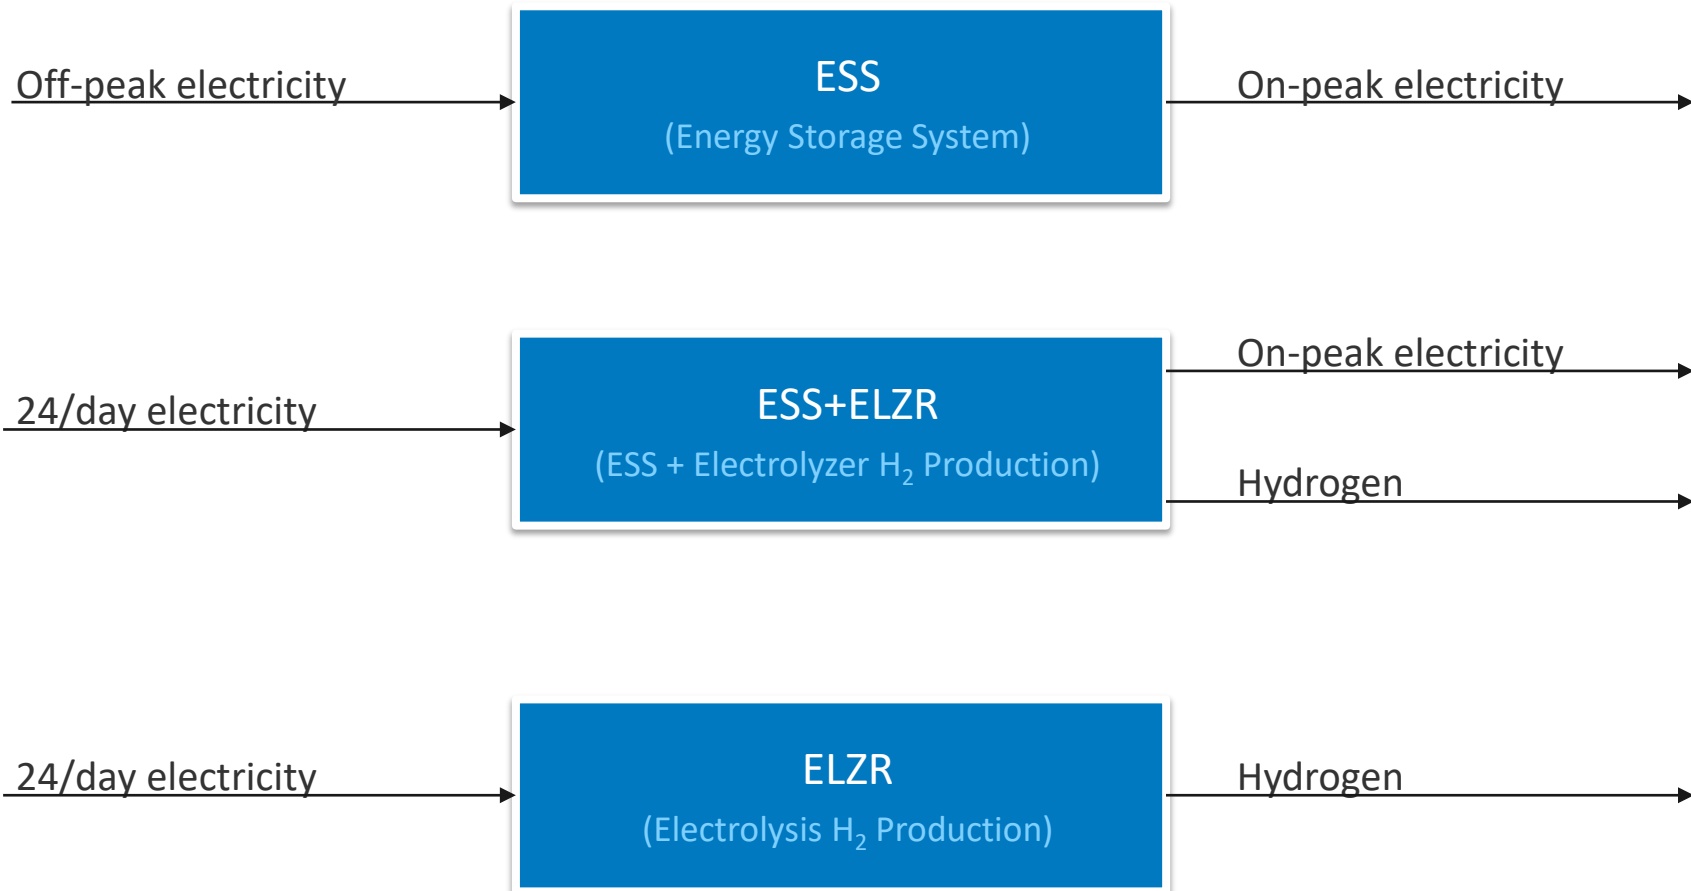 Off-peak electricity
ESS
(Energy Storage System)
On-peak electricity
24/day electricity
ESS+ELZR
(ESS + Electrolyzer H₂ Production)
On-peak electricity
Hydrogen
24/day electricity
ELZR
(Electrolysis H₂ Production)
Hydrogen